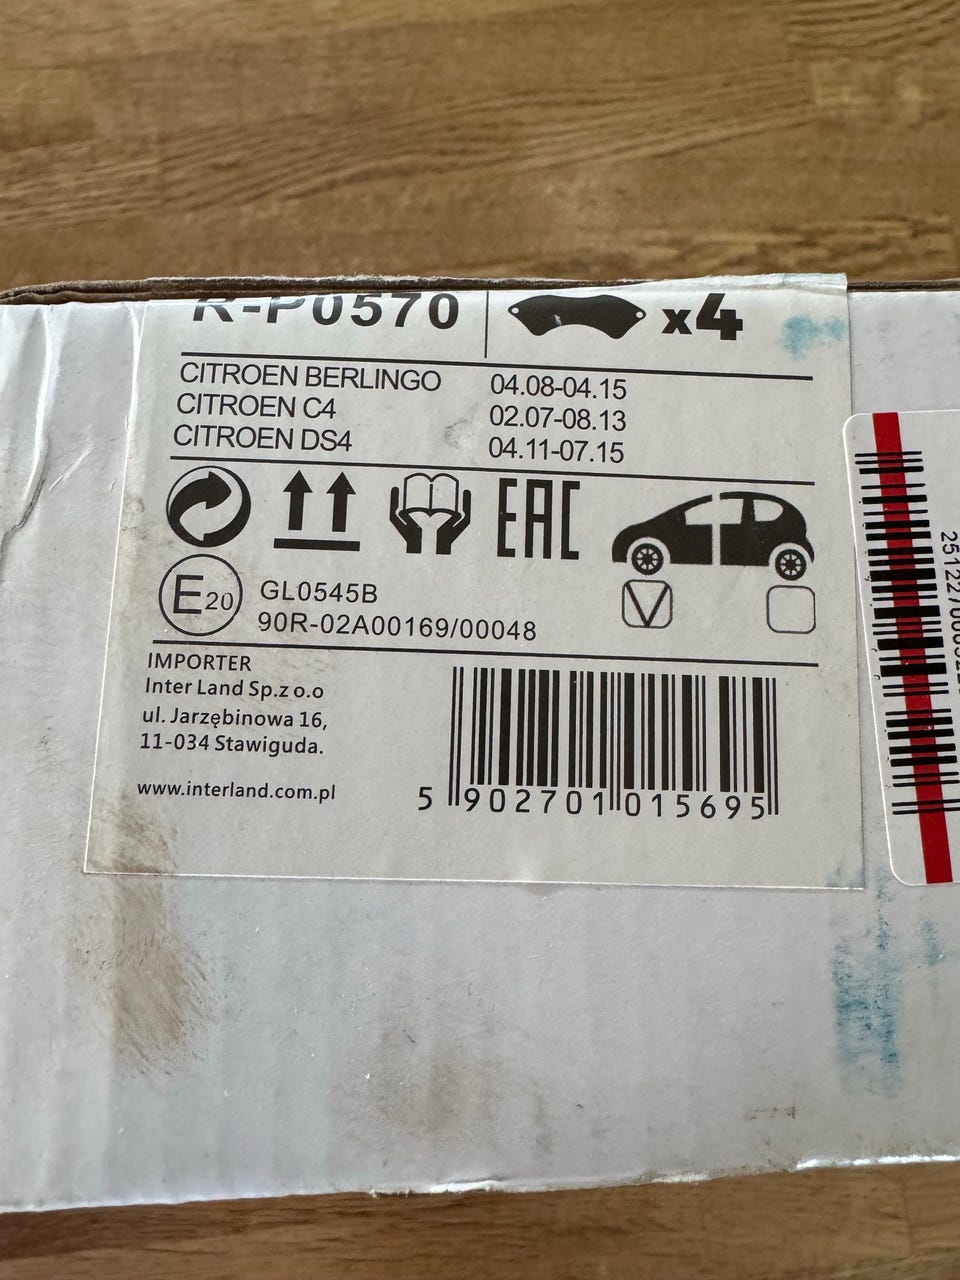 R-P0570
x4
CITROEN BERLINGO 04.08-04.15
CITROEN C4 02.07-08.13
CITROEN DS4 04.11-07.15
EAC
E20
GL0545B
90R-02A00169/00048
V
IMPORTER
Inter Land Sp.z o.o
ul. Jarzębinowa 16,
11-034 Stawiguda.
www.interland.com.pl
5 902701 015695